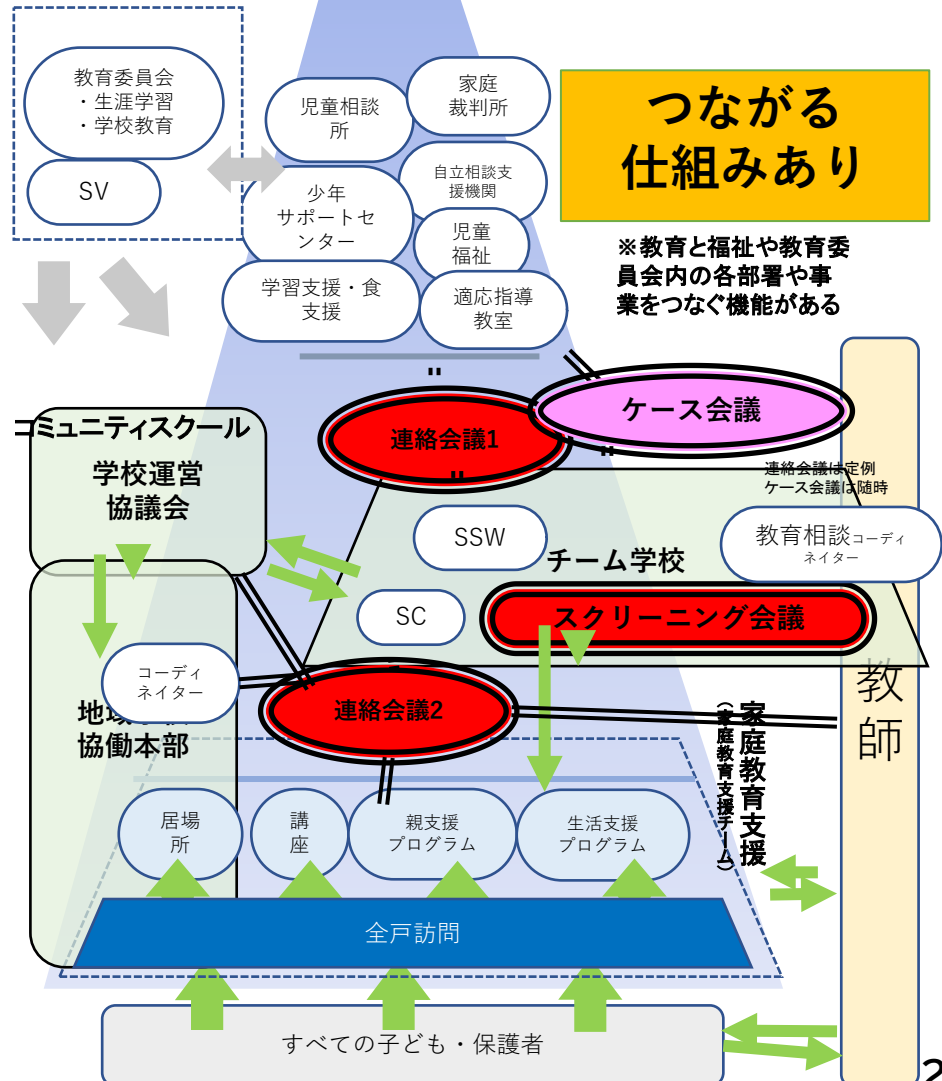 教育委員会
・生涯学習
・学校教育
SV
児童相談
所
家庭
裁判所
自立相談支
援機関
少年
サポートセ
ンター
児童
福祉
学習支援・食
支援
適応指導
教室
つながる
仕組みあり
※教育と福祉や教育委
員会内の各部署や事
業をつなぐ機能がある
連絡会議1
ケース会議
連絡会議は定例
ケース会議は随時
コミュニティスクール
学校運営
協議会
SSW
チーム学校
教育相談コーディ
ネイター
SC
スクリーニング会議
コーディ
ネイター
地域
協働本部
連絡会議2
教師
家庭教育支援
(家庭教育支援チーム)
居場
所
講
座
親支援
プログラム
生活支援
プログラム
全戸訪問
すべての子ども・保護者
2